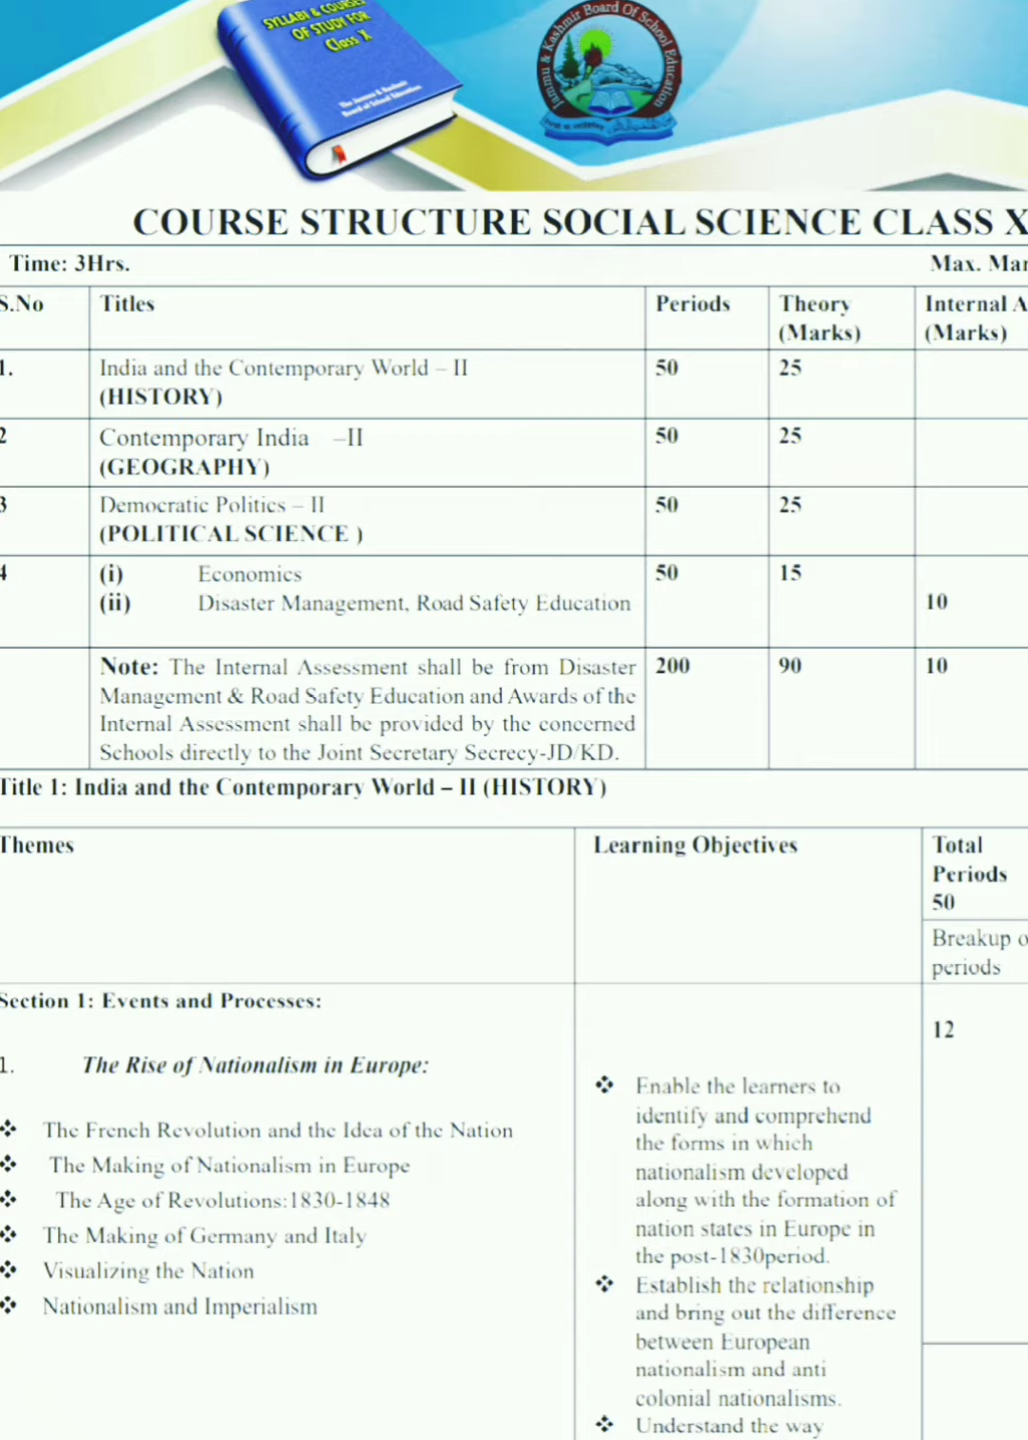 SYLLABI & COURSES
OF STUDY FOR
Class X
The Jammu & Kashmir
Board of School Education
Jammu & Kashmir Board Of School Education
COURSE STRUCTURE SOCIAL SCIENCE CLASS X
Time: 3Hrs. Max. Mar
S.No Titles Periods Theory Internal A
(Marks) (Marks)
1. India and the Contemporary World – II 50 25
(HISTORY)
2 Contemporary India –II 50 25
(GEOGRAPHY)
3 Democratic Politics – II 50 25
(POLITICAL SCIENCE )
4 (i) Economics 50 15
(ii) Disaster Management, Road Safety Education 10
Note: The Internal Assessment shall be from Disaster 200 90 10
Management & Road Safety Education and Awards of the
Internal Assessment shall be provided by the concerned
Schools directly to the Joint Secretary Secrecy-JD/KD.
Title 1: India and the Contemporary World – II (HISTORY)
Themes Learning Objectives Total
Periods
50
Breakup o
periods
Section 1: Events and Processes:
12
1. The Rise of Nationalism in Europe:
❖ The French Revolution and the Idea of the Nation
❖ The Making of Nationalism in Europe
❖ The Age of Revolutions:1830-1848
❖ The Making of Germany and Italy
❖ Visualizing the Nation
❖ Nationalism and Imperialism
❖ Enable the learners to
identify and comprehend
the forms in which
nationalism developed
along with the formation of
nation states in Europe in
the post-1830period.
❖ Establish the relationship
and bring out the difference
between European
nationalism and anti
colonial nationalisms.
❖ Understand the way